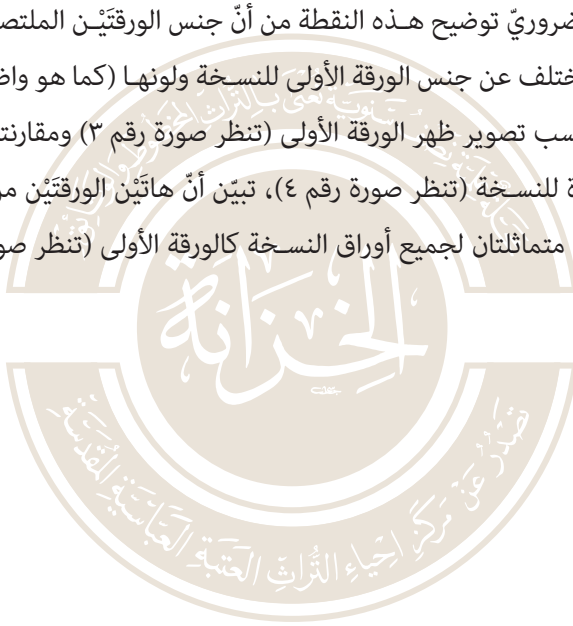 ضروريّ توضيح هـذه النقطة من أنّ جنس الورقتَيْـن الملتصـ
ختلف عن جنس الورقة الأولى للنسـخة ولونهـا (كما هو واضـ
سب تصوير ظهر الورقة الأولى (تنظر صورة رقم ٣) ومقارنتـ
ة للنسـخة (تنظر صورة رقم ٤)، تبيّن أنّ هاتَيْن الورقتَيْن مـ
متماثلتان لجميع أوراق النسـخة كالورقة الأولى (تنظر صو
الخزانة
تصدر عن مركز إحياء التراث العتبة العباسية المقدسة